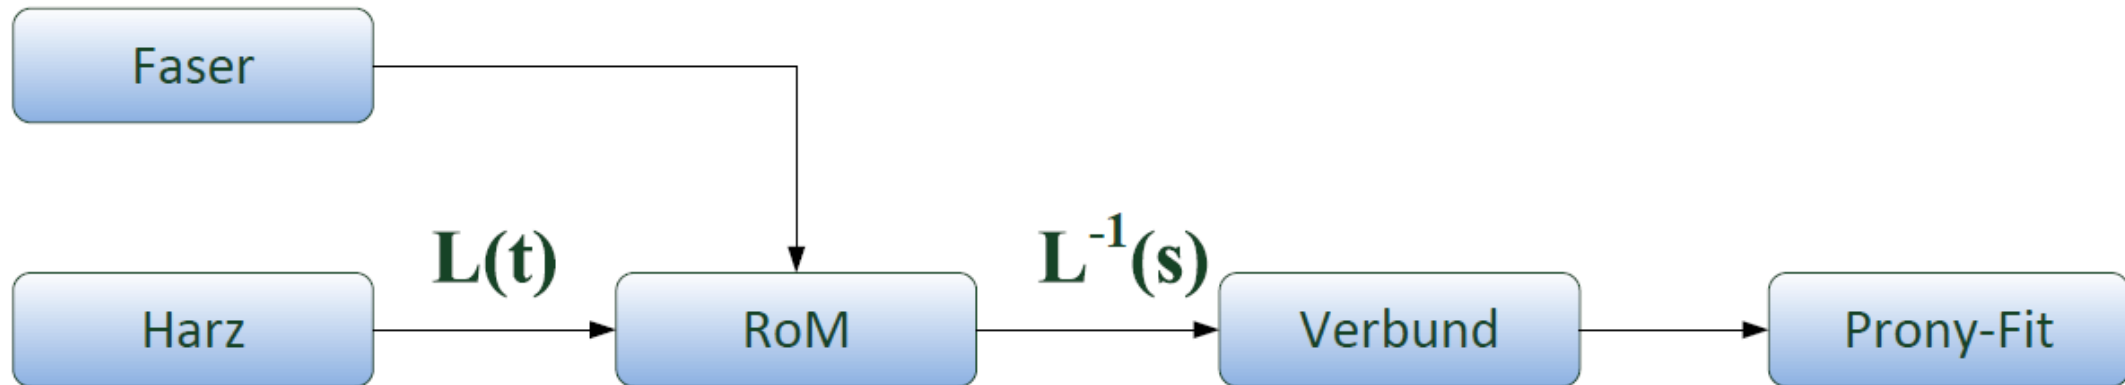 Faser
L(t)
L⁻¹(s)
Harz
RoM
Verbund
Prony-Fit